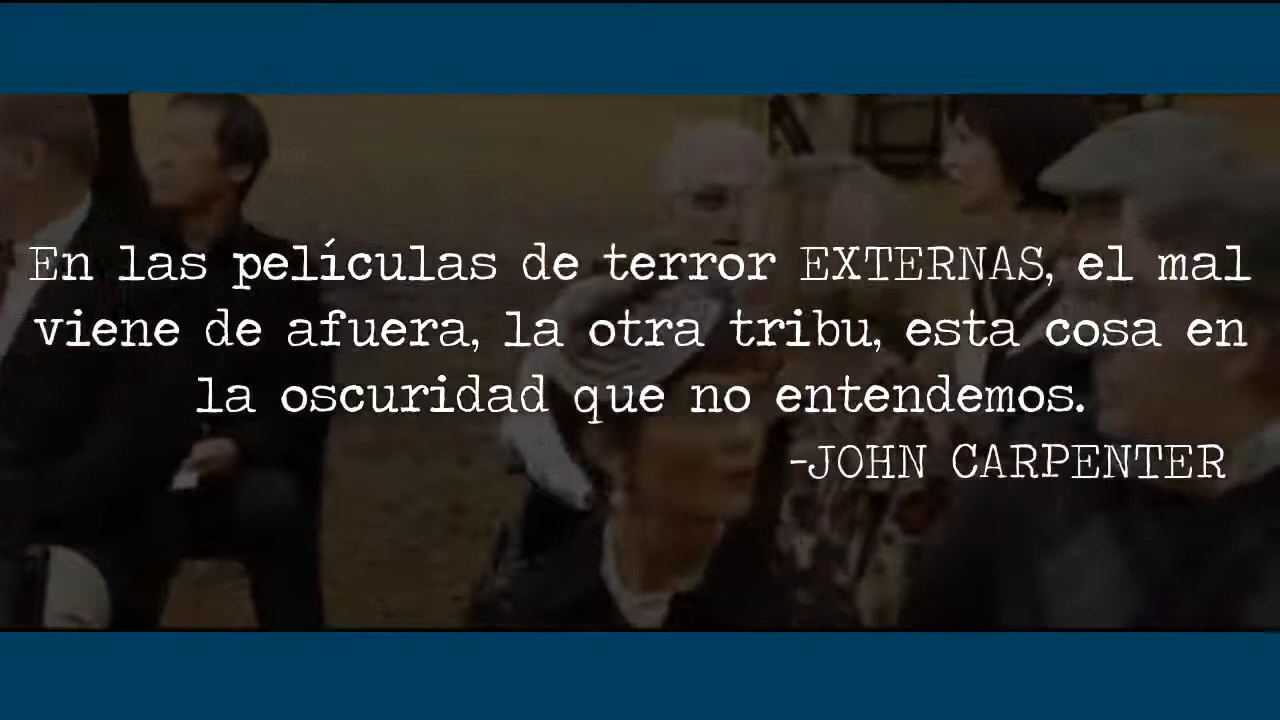 En las películas de terror EXTERNAS, el mal
viene de afuera, la otra tribu, esta cosa en
la oscuridad que no entendemos.
-JOHN CARPENTER